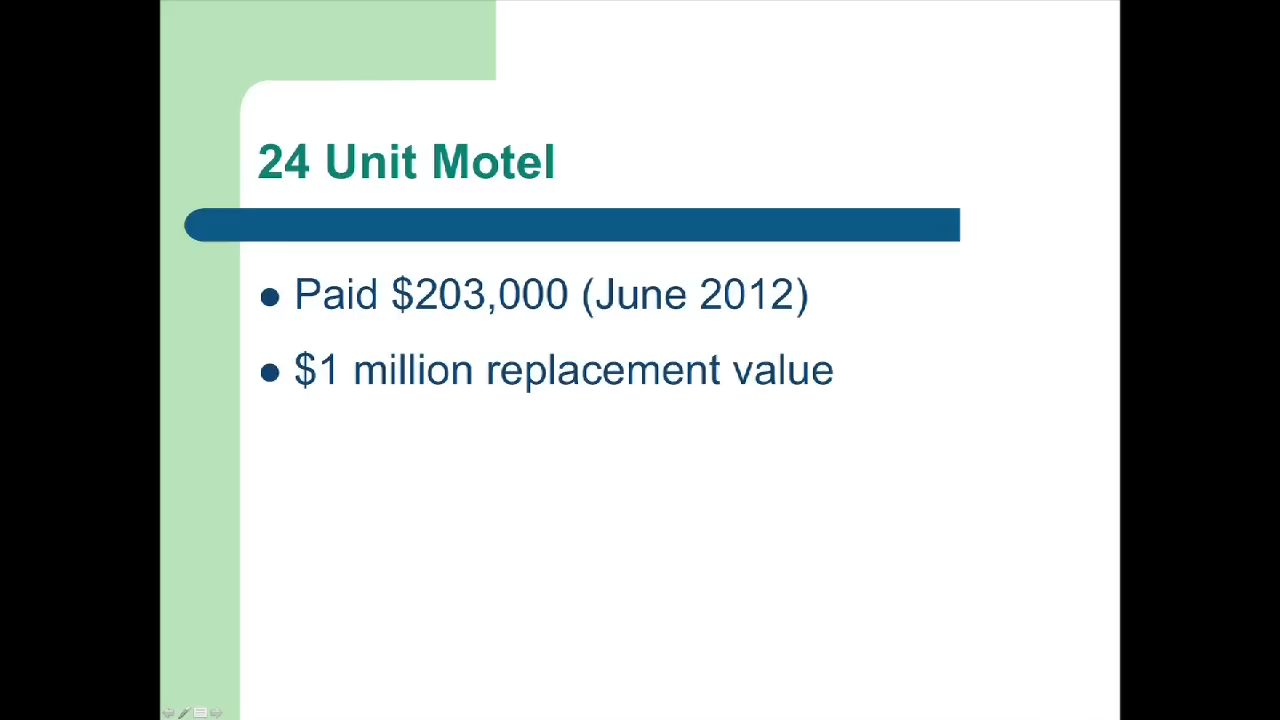 24 Unit Motel
● Paid $203,000 (June 2012)
● $1 million replacement value